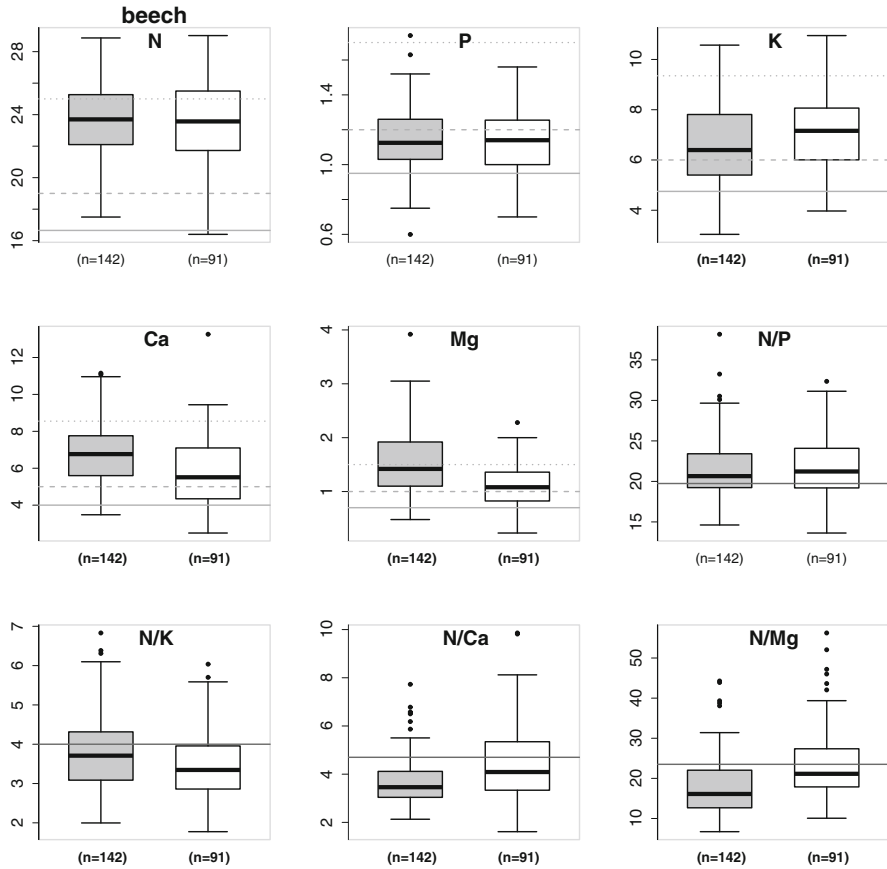 beech
N
P
K
28
24
20
16
1.4
1.0
0.6
10
8
6
4
(n=142)
(n=91)
(n=142)
(n=91)
(n=142)
(n=91)
Ca
Mg
N/P
12
10
8
6
4
4
3
2
1
35
30
25
20
15
(n=142)
(n=91)
(n=142)
(n=91)
(n=142)
(n=91)
N/K
N/Ca
N/Mg
7
6
5
4
3
2
10
8
6
4
2
50
40
30
20
10
(n=142)
(n=91)
(n=142)
(n=91)
(n=142)
(n=91)